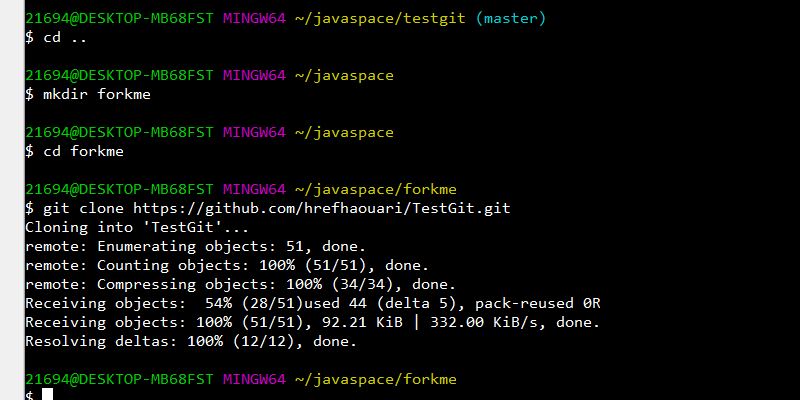 21694@DESKTOP-MB68FST MINGW64 ~/javaspace/testgit (master)
$ cd ..
21694@DESKTOP-MB68FST MINGW64 ~/javaspace
$ mkdir forkme
21694@DESKTOP-MB68FST MINGW64 ~/javaspace
$ cd forkme
21694@DESKTOP-MB68FST MINGW64 ~/javaspace/forkme
$ git clone https://github.com/hrefhaouari/TestGit.git
Cloning into 'TestGit'...
remote: Enumerating objects: 51, done.
remote: Counting objects: 100% (51/51), done.
remote: Compressing objects: 100% (34/34), done.
Receiving objects:  54% (28/51)used 44 (delta 5), pack-reused 0R
Receiving objects: 100% (51/51), 92.21 KiB | 332.00 KiB/s, done.
Resolving deltas: 100% (12/12), done.
21694@DESKTOP-MB68FST MINGW64 ~/javaspace/forkme
$